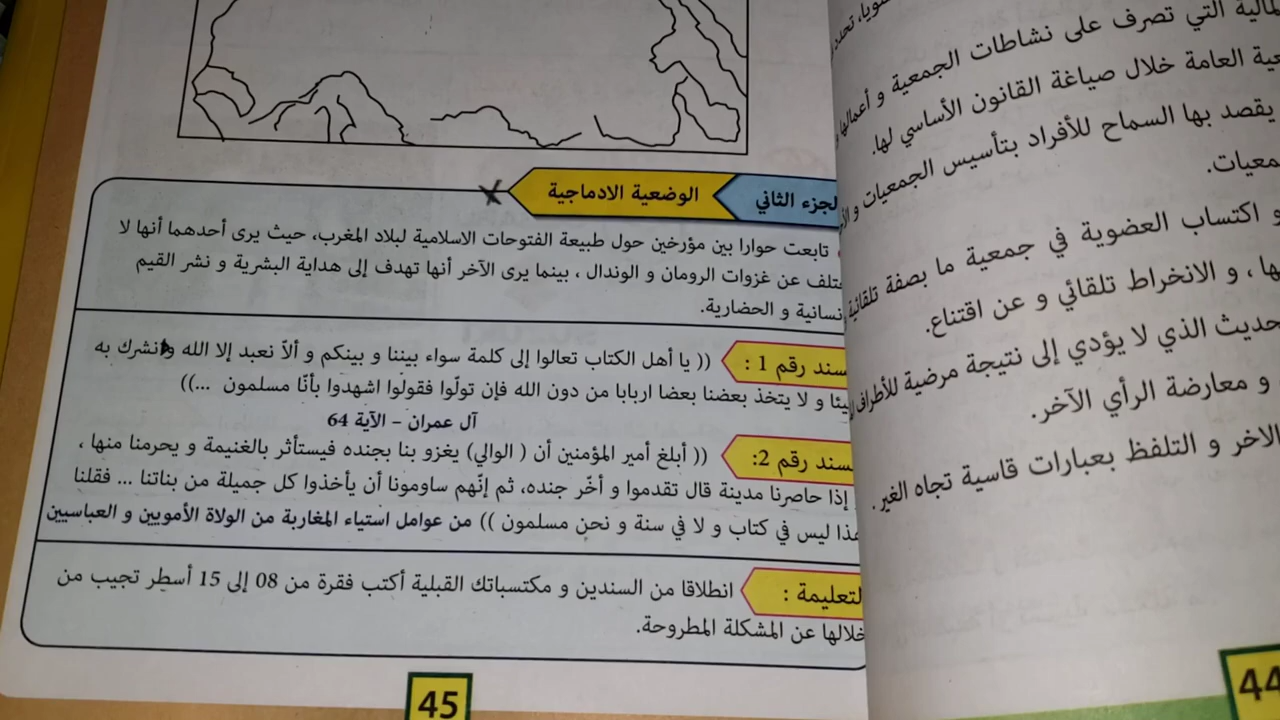 لجزء الثاني
الوضعية الادماجية
تابعت حوارا بين مؤرخين حول طبيعة الفتوحات الاسلامية لبلاد المغرب، حيث يرى أحدهما أنها لا
تلف عن غزوات الرومان و الوندال ، بينما يرى الآخر أنها تهدف إلى هداية البشرية و نشر القيم
نسانية و الحضارية.
سند رقم 1 : (( يا أهل الكتاب تعالوا إلى كلمة سواء بيننا و بينكم و ألاّ نعبد إلا الله نشرك به
يئا و لا يتخذ بعضنا بعضا اربابا من دون الله فإن تولّوا فقولوا اشهدوا بأنّا مسلمون ...))
آل عمران - الآية 64
سند رقم 2: (( أبلغ أمير المؤمنين أن ( الوالي) يغزو بنا بجنده فيستأثر بالغنيمة و يحرمنا منها ،
إذا حاصرنا مدينة قال تقدموا و أخّر جنده، ثم إنّهم ساومونا أن يأخذوا كل جميلة من بناتنا ... فقلنا
هذا ليس في كتاب و لا في سنة و نحن مسلمون )) من عوامل استياء المغاربة من الولاة الأمويين و العباسيين
لتعليمة : انطلاقا من السندين و مكتسباتك القبلية أكتب فقرة من 08 إلى 15 أسطر تجيب من
خلالها عن المشكلة المطروحة.
45
مالية التي تصرف على نشاطات الجمعية و أعمالها
عية العامة خلال صياغة القانون الأساسي لها.
يقصد بها السماح للأفراد بتأسيس الجمعيات و
معيات.
و اكتساب العضوية في جمعية ما بصفة تلقائية
ها ، و الانخراط تلقائي و عن اقتناع.
حديث الذي لا يؤدي إلى نتيجة مرضية للأطراف
و معارضة الرأي الآخر.
الاخر و التلفظ بعبارات قاسية تجاه الغير.
44